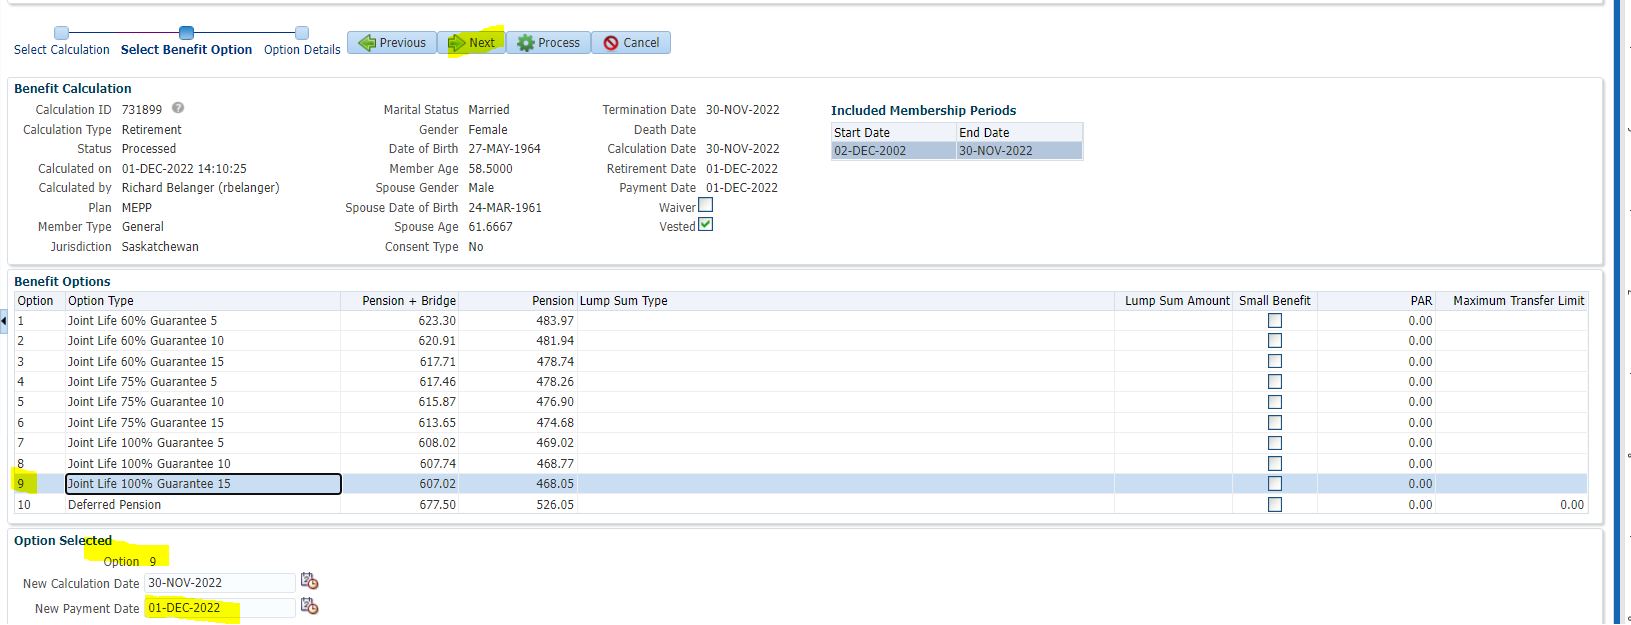 Select Calculation Select Benefit Option Option Details Previous Next Process Cancel
Benefit Calculation
Calculation ID 731899 ? Marital Status Married Termination Date 30-NOV-2022 Included Membership Periods
Calculation Type Retirement Gender Female Death Date Start Date End Date
Status Processed Date of Birth 27-MAY-1964 Calculation Date 30-NOV-2022 02-DEC-2002 30-NOV-2022
Calculated on 01-DEC-2022 14:10:25 Member Age 58.5000 Retirement Date 01-DEC-2022
Calculated by Richard Belanger (rbelanger) Spouse Gender Male Payment Date 01-DEC-2022
Plan MEPP Spouse Date of Birth 24-MAR-1961 Waiver
Member Type General Spouse Age 61.6667 Vested
Jurisdiction Saskatchewan Consent Type No
Benefit Options
Option Option Type Pension + Bridge Pension Lump Sum Type Lump Sum Amount Small Benefit PAR Maximum Transfer Limit
1 Joint Life 60% Guarantee 5 623.30 483.97 0.00
2 Joint Life 60% Guarantee 10 620.91 481.94 0.00
3 Joint Life 60% Guarantee 15 617.71 478.74 0.00
4 Joint Life 75% Guarantee 5 617.46 478.26 0.00
5 Joint Life 75% Guarantee 10 615.87 476.90 0.00
6 Joint Life 75% Guarantee 15 613.65 474.68 0.00
7 Joint Life 100% Guarantee 5 608.02 469.02 0.00
8 Joint Life 100% Guarantee 10 607.74 468.77 0.00
9 Joint Life 100% Guarantee 15 607.02 468.05 0.00
10 Deferred Pension 677.50 526.05 0.00 0.00
Option Selected
Option 9
New Calculation Date 30-NOV-2022
New Payment Date 01-DEC-2022